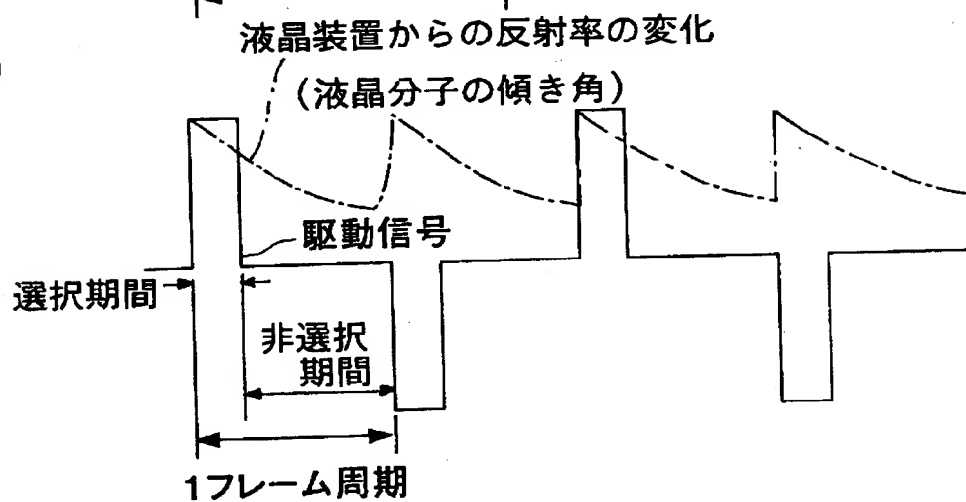 液晶装置からの反射率の変化
(液晶分子の傾き角)
駆動信号
選択期間
非選択
期間
1フレーム周期